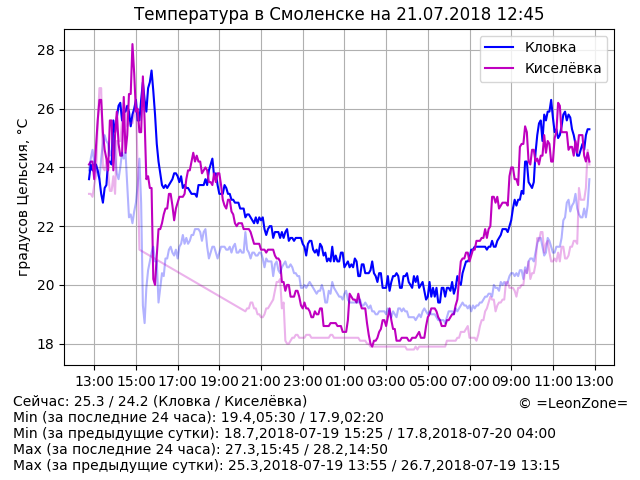 Температура в Смоленске на 21.07.2018 12:45
градусов Цельсия, °C
28
26
24
22
20
18
Кловка
Киселёвка
13:00 15:00 17:00 19:00 21:00 23:00 01:00 03:00 05:00 07:00 09:00 11:00 13:00
© =LeonZone=
Сейчас: 25.3 / 24.2 (Кловка / Киселёвка)
Min (за последние 24 часа): 19.4,05:30 / 17.9,02:20
Min (за предыдущие сутки): 18.7,2018-07-19 15:25 / 17.8,2018-07-20 04:00
Max (за последние 24 часа): 27.3,15:45 / 28.2,14:50
Max (за предыдущие сутки): 25.3,2018-07-19 13:55 / 26.7,2018-07-19 13:15